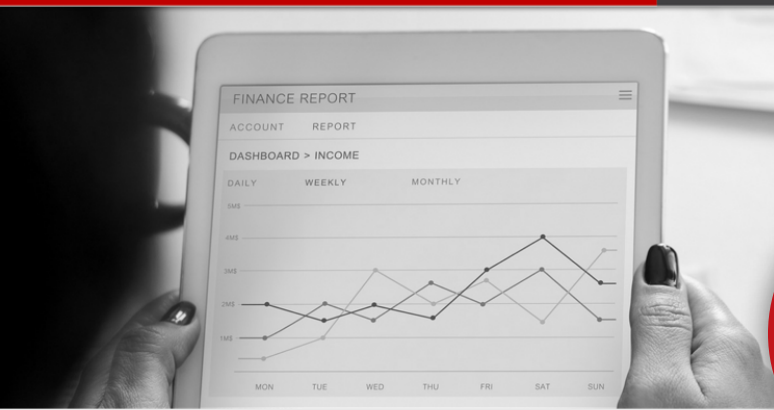 FINANCE REPORT
ACCOUNT REPORT
DASHBOARD > INCOME
DAILY WEEKLY MONTHLY
5M$
4M$
3M$
2M$
1M$
MON TUE WED THU FRI SAT SUN